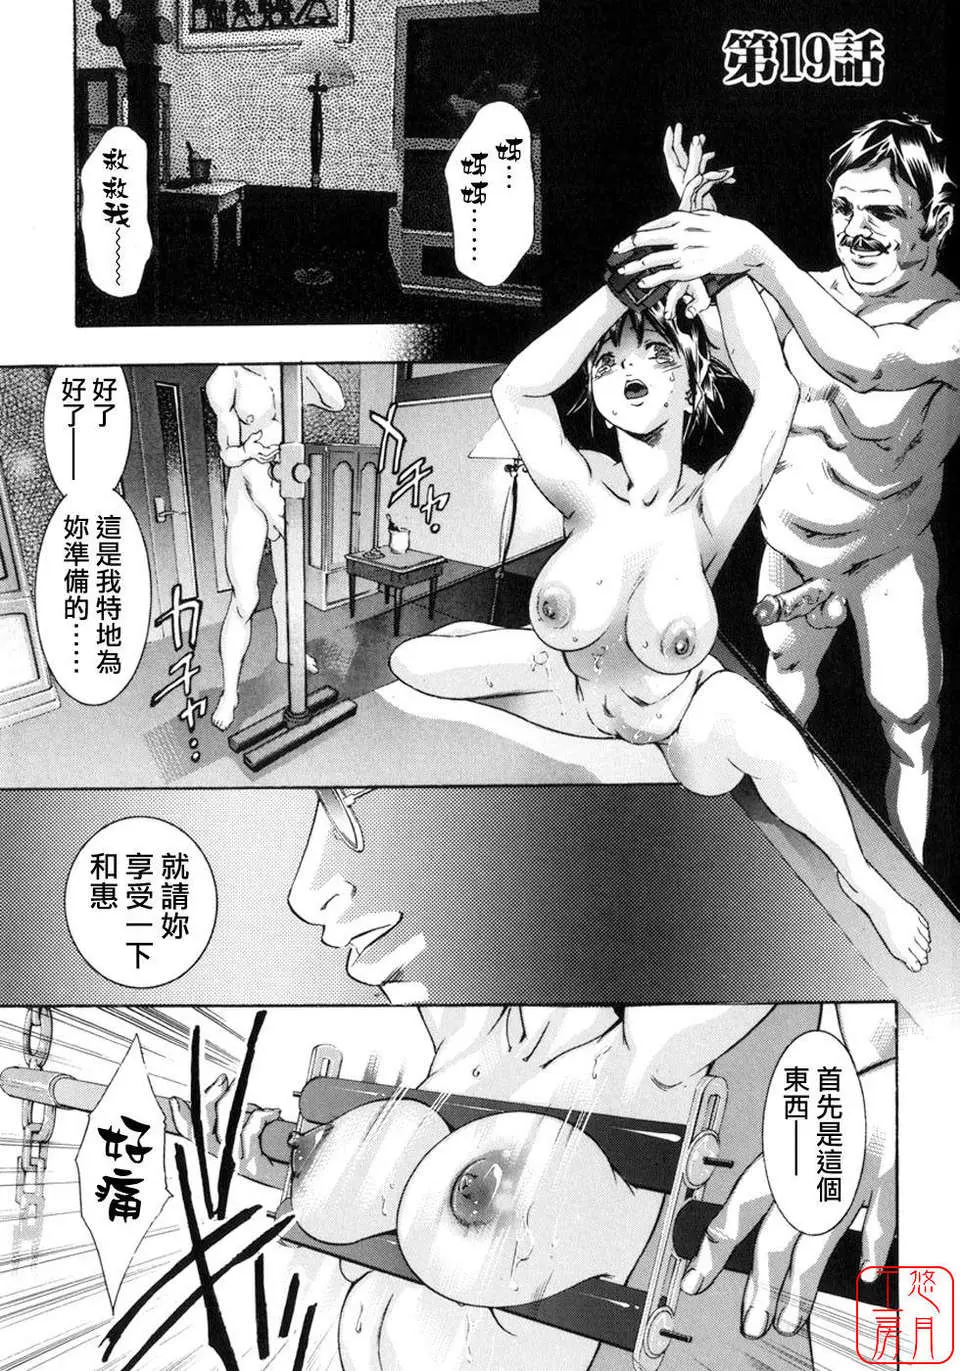 第19話
姊…
姊姊………
救救我～～
好了
好了——
這是我特地為
妳準備的……
ガチャ
ガチャ…
就請妳
享受一下
和惠
首先是這個
東西——
好痛
悠月
工房